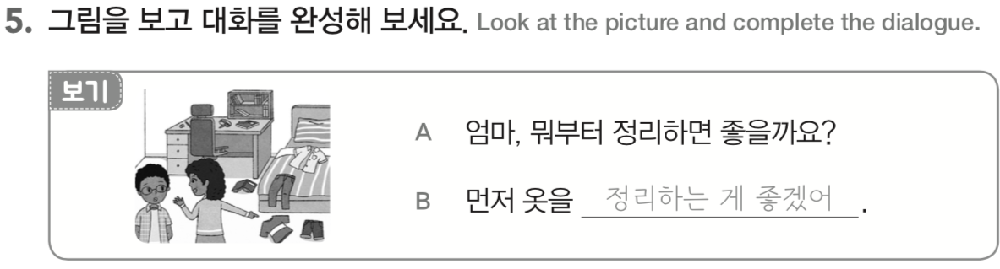 5. 그림을 보고 대화를 완성해 보세요. Look at the picture and complete the dialogue.
보기
A 엄마, 뭐부터 정리하면 좋을까요?
B 먼저 옷을 정리하는 게 좋겠어.